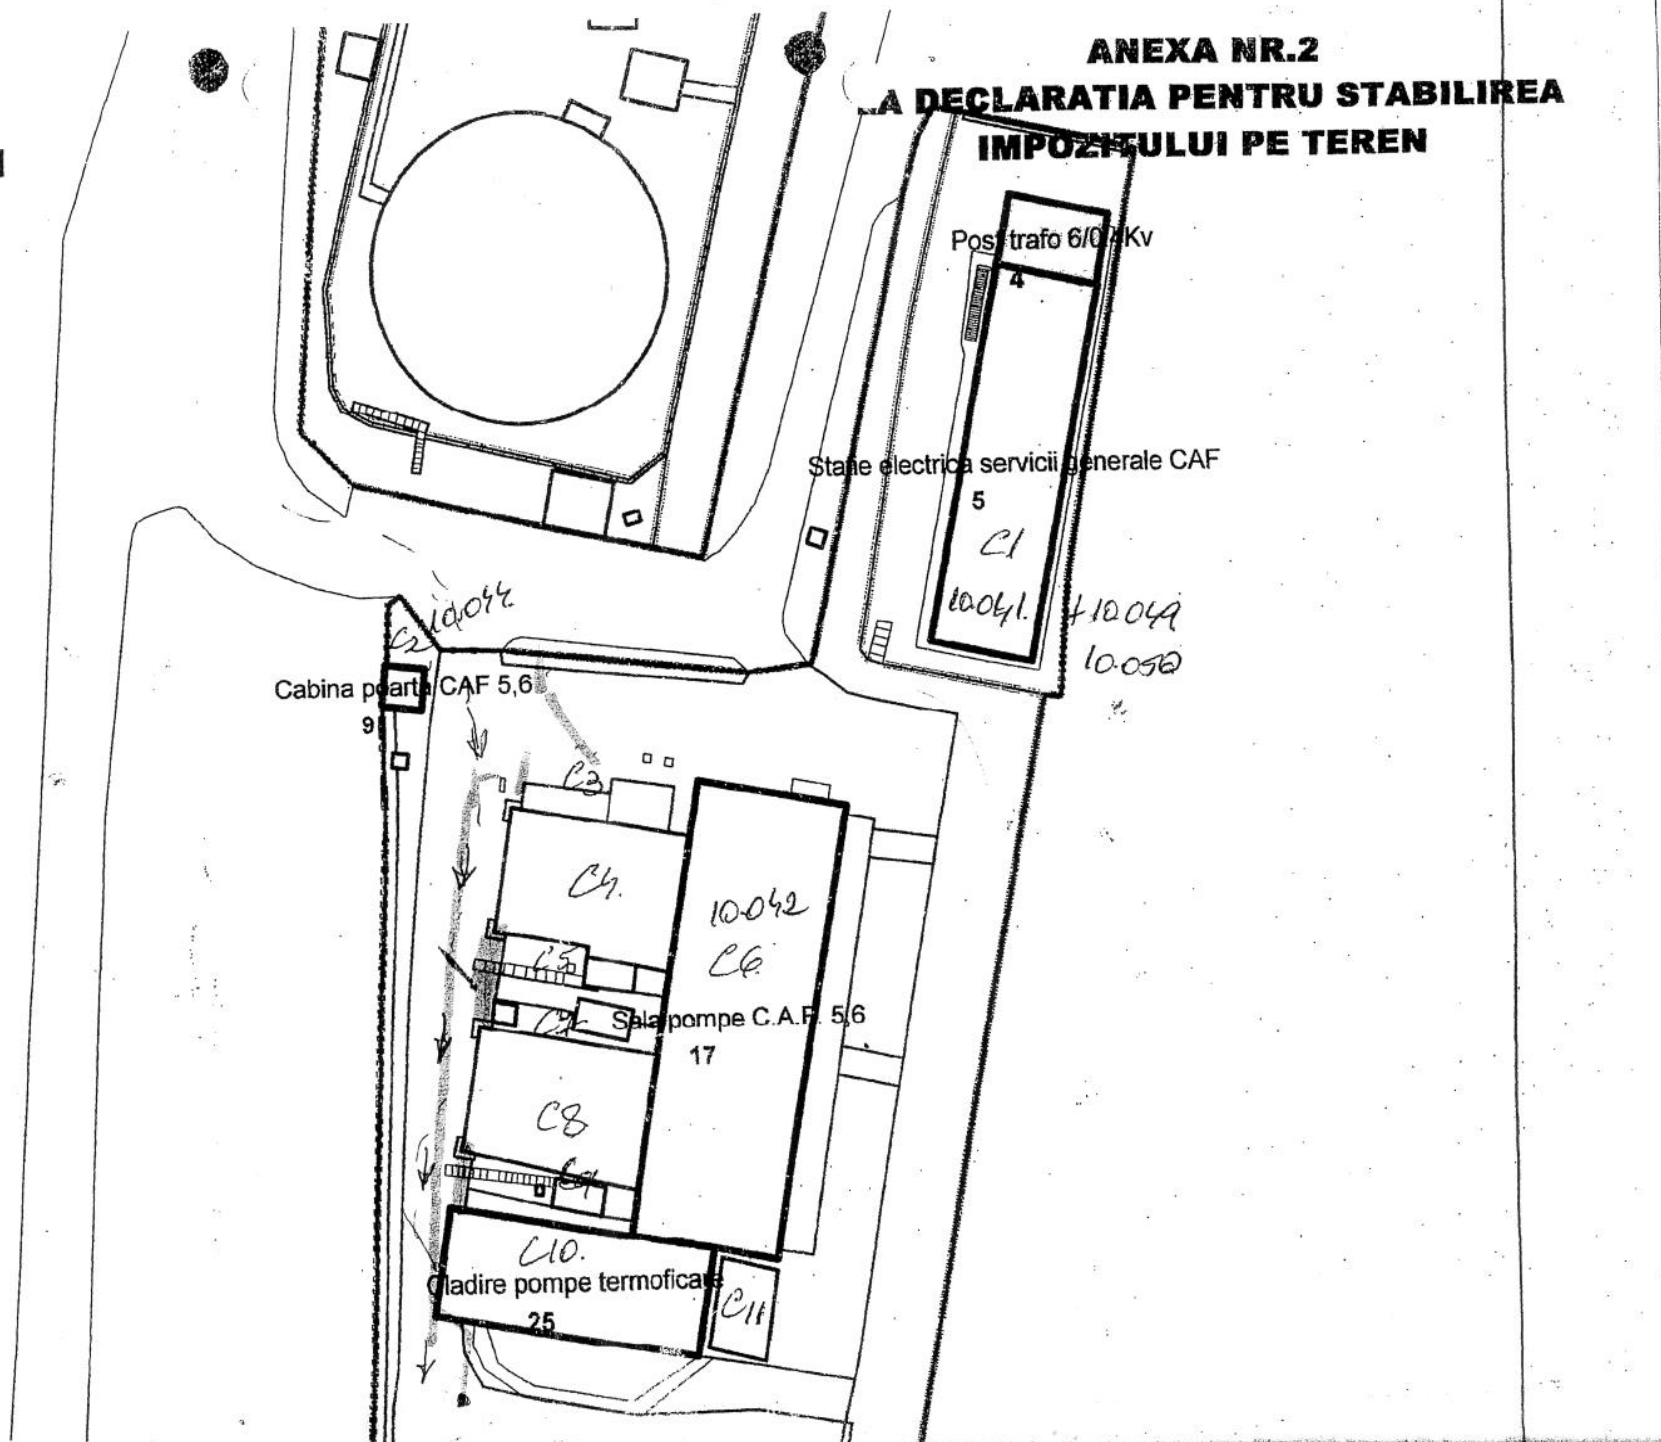 ANEXA NR.2
LA DECLARATIA PENTRU STABILIREA
IMPOZITULUI PE TEREN
Post trafo 6/0,4Kv
4
Statie electrica servicii generale CAF
5
C1
10.041.
+10.049
10.050
C2
10.044
Cabina poarta CAF 5,6
9
C3
C4.
10.042
C6
C5
C7
Sala pompe C.A.F. 5,6
17
C8
C9
C10.
Cladire pompe termoficare
25
C11